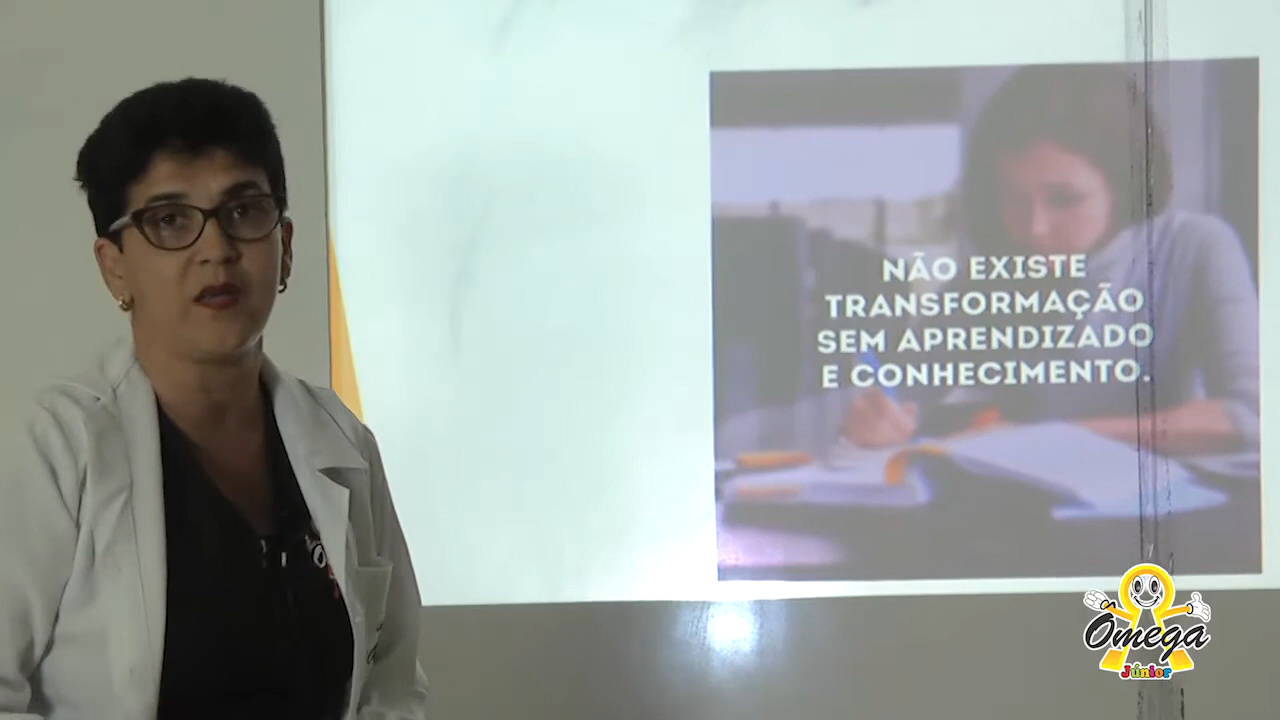 NÃO EXISTE
TRANSFORMAÇÃO
SEM APRENDIZADO
E CONHECIMENTO.
Ômega
Júnior